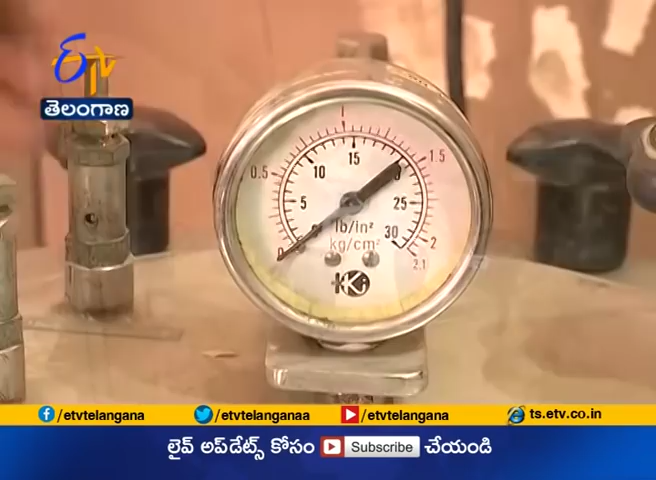 etv
తెలంగాణ
1
0.5
1.5
15
10
5
25
30
0
2
2.1
lb/in²
kg/cm²
KKi
/etvtelangana
/etvtelanganaa
/etvtelangana
ts.etv.co.in
లైవ్ అప్‌డేట్స్ కోసం Subscribe చేయండి